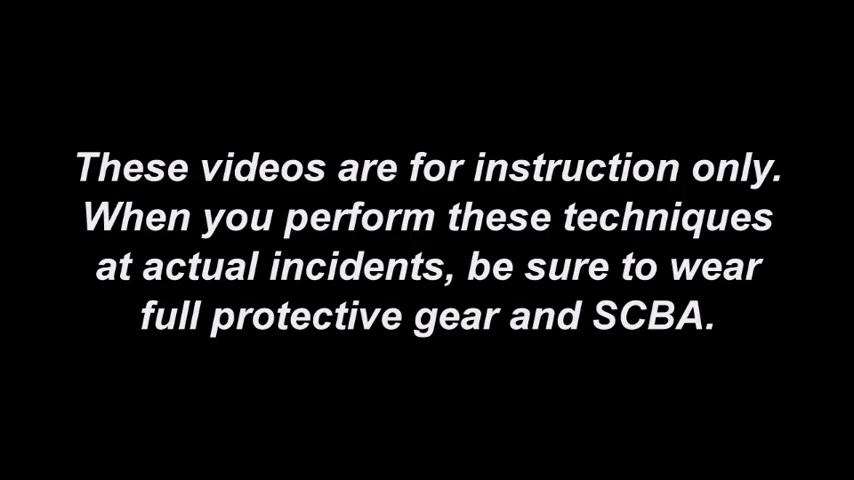 These videos are for instruction only.
When you perform these techniques
at actual incidents, be sure to wear
full protective gear and SCBA.